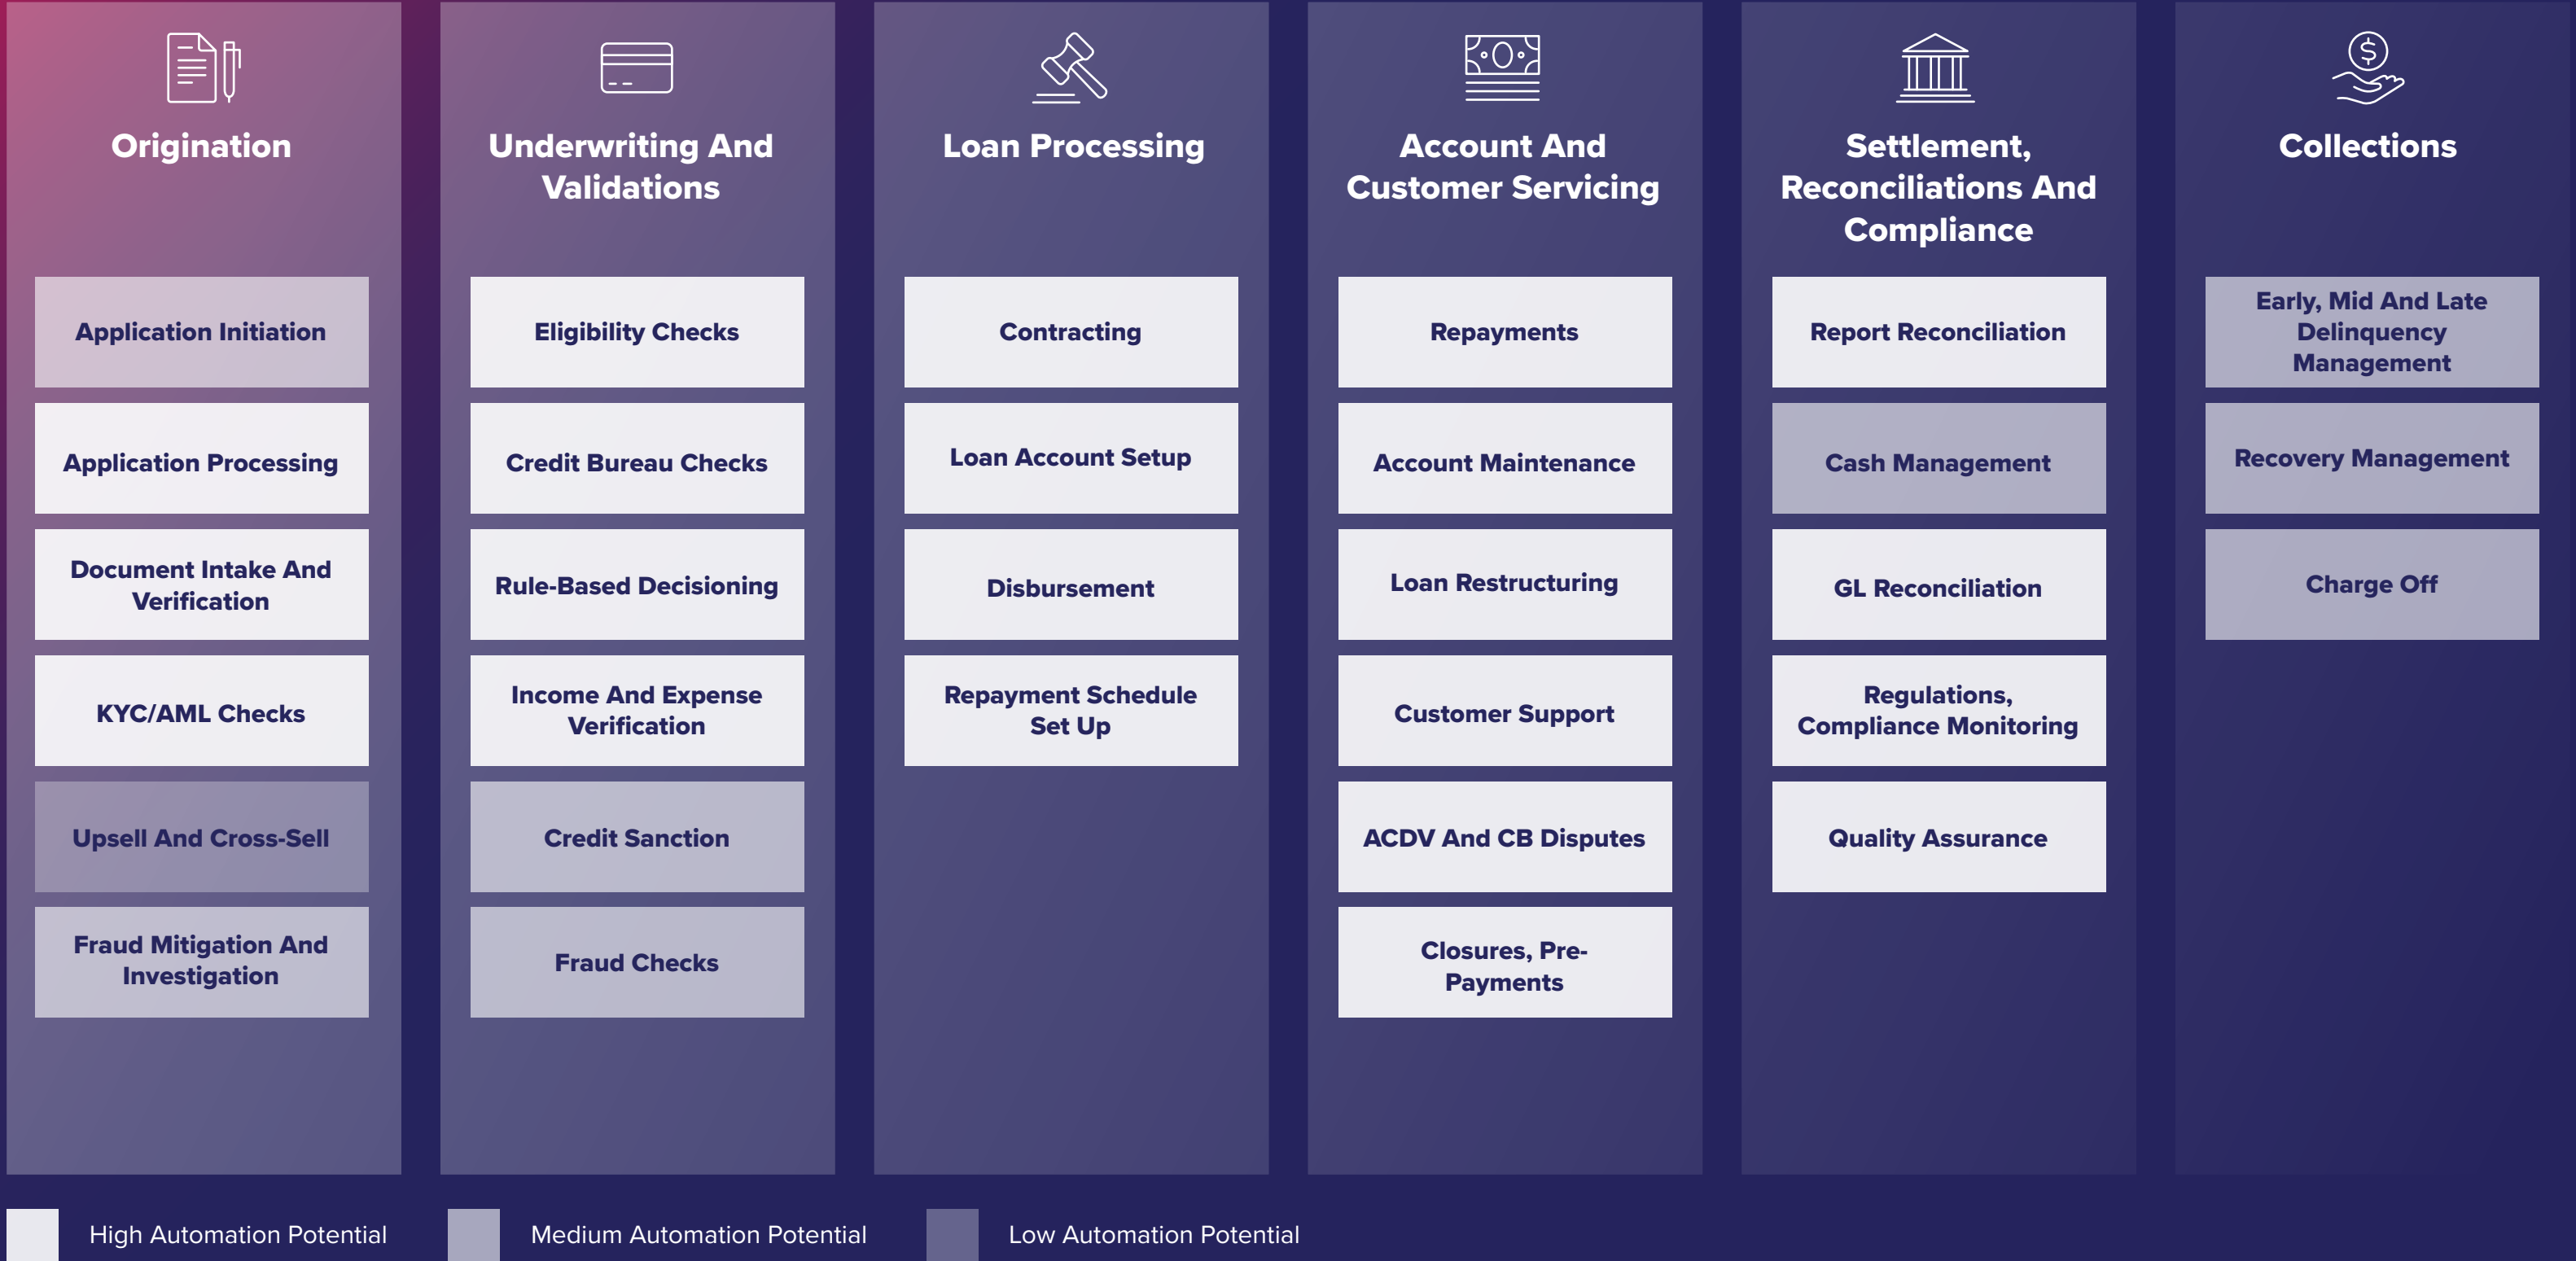 Origination
Application Initiation
Application Processing
Document Intake And
Verification
KYC/AML Checks
Upsell And Cross-Sell
Fraud Mitigation And
Investigation
Underwriting And
Validations
Eligibility Checks
Credit Bureau Checks
Rule-Based Decisioning
Income And Expense
Verification
Credit Sanction
Fraud Checks
Loan Processing
Contracting
Loan Account Setup
Disbursement
Repayment Schedule
Set Up
Account And
Customer Servicing
Repayments
Account Maintenance
Loan Restructuring
Customer Support
ACDV And CB Disputes
Closures, Pre-
Payments
Settlement,
Reconciliations And
Compliance
Report Reconciliation
Cash Management
GL Reconciliation
Regulations,
Compliance Monitoring
Quality Assurance
$
Collections
Early, Mid And Late
Delinquency
Management
Recovery Management
Charge Off
High Automation Potential
Medium Automation Potential
Low Automation Potential